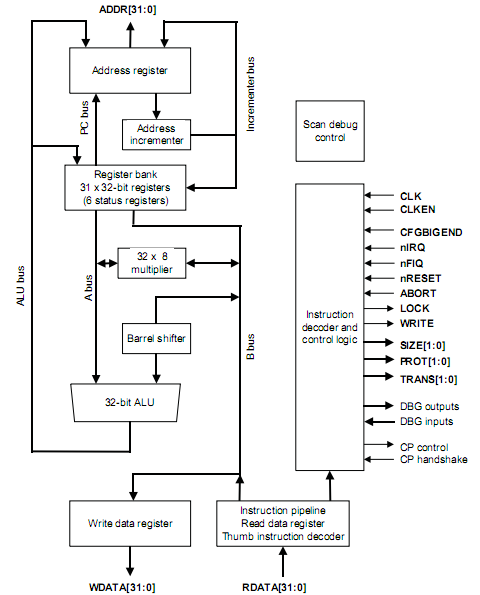 ADDR[31:0]
Address register
Incrementer bus
PC bus
Address
incrementer
Scan debug
control
Register bank
31 x 32-bit registers
(6 status registers)
ALU bus
A bus
32 x 8
multiplier
B bus
Barrel shifter
32-bit ALU
Instruction
decoder and
control logic
CLK
CLKEN
CFGBIGEND
nIRQ
nFIQ
nRESET
ABORT
LOCK
WRITE
SIZE[1:0]
PROT[1:0]
TRANS[1:0]
DBG outputs
DBG inputs
CP control
CP handshake
Write data register
Instruction pipeline
Read data register
Thumb instruction decoder
WDATA[31:0]
RDATA[31:0]